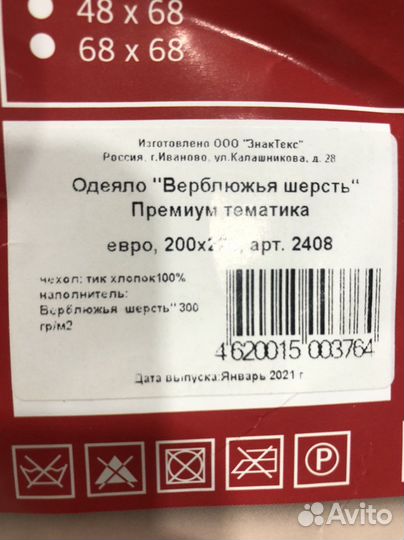 48 x 68
68 x 68
Изготовлено ООО "ЗнакТекс"
Россия, г.Иваново, ул.Калашникова, д. 28
Одеяло "Верблюжья шерсть"
Премиум тематика
евро, арт. 2408
чехол: тик хлопок100%
наполнитель:
Верблюжья шерсть"300
гр/м2
4 620015 003764
Дата выпуска:Январь 2021 г
P
Avito